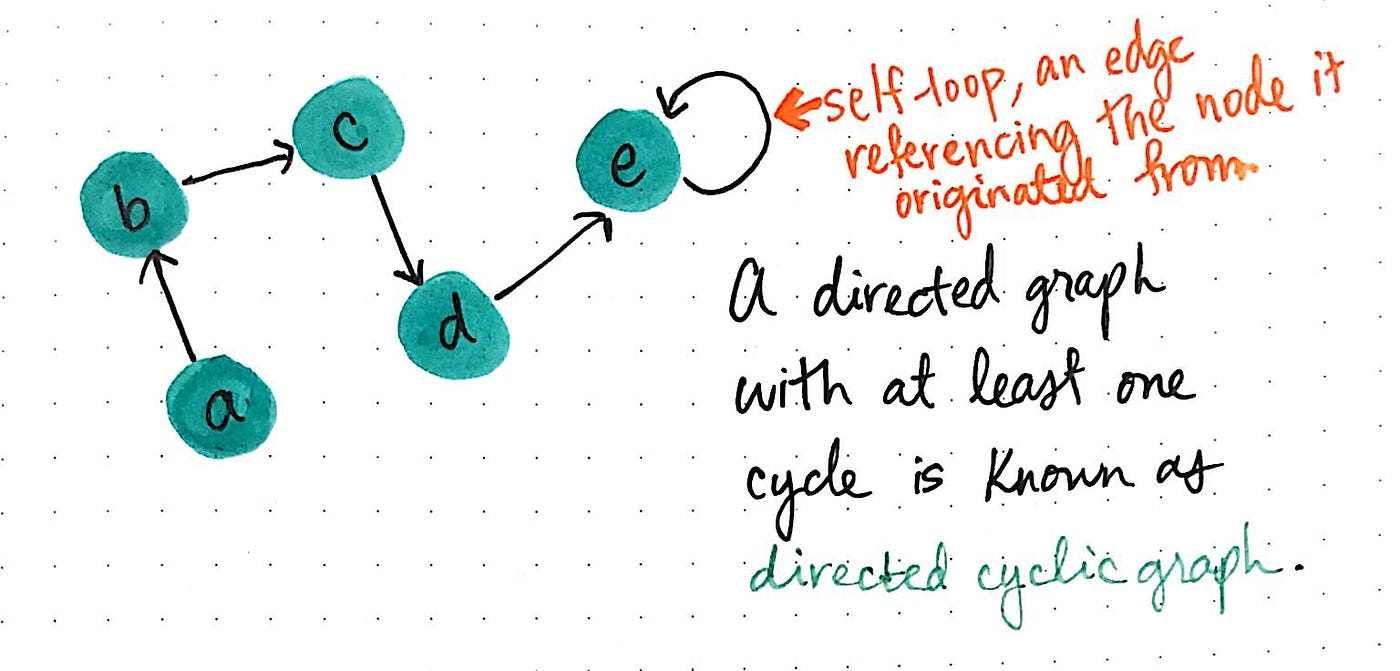 c
e
b
d
a
self-loop, an edge
referencing the node it
originated from
A directed graph
with at least one
cycle is known as
directed cyclic graph.